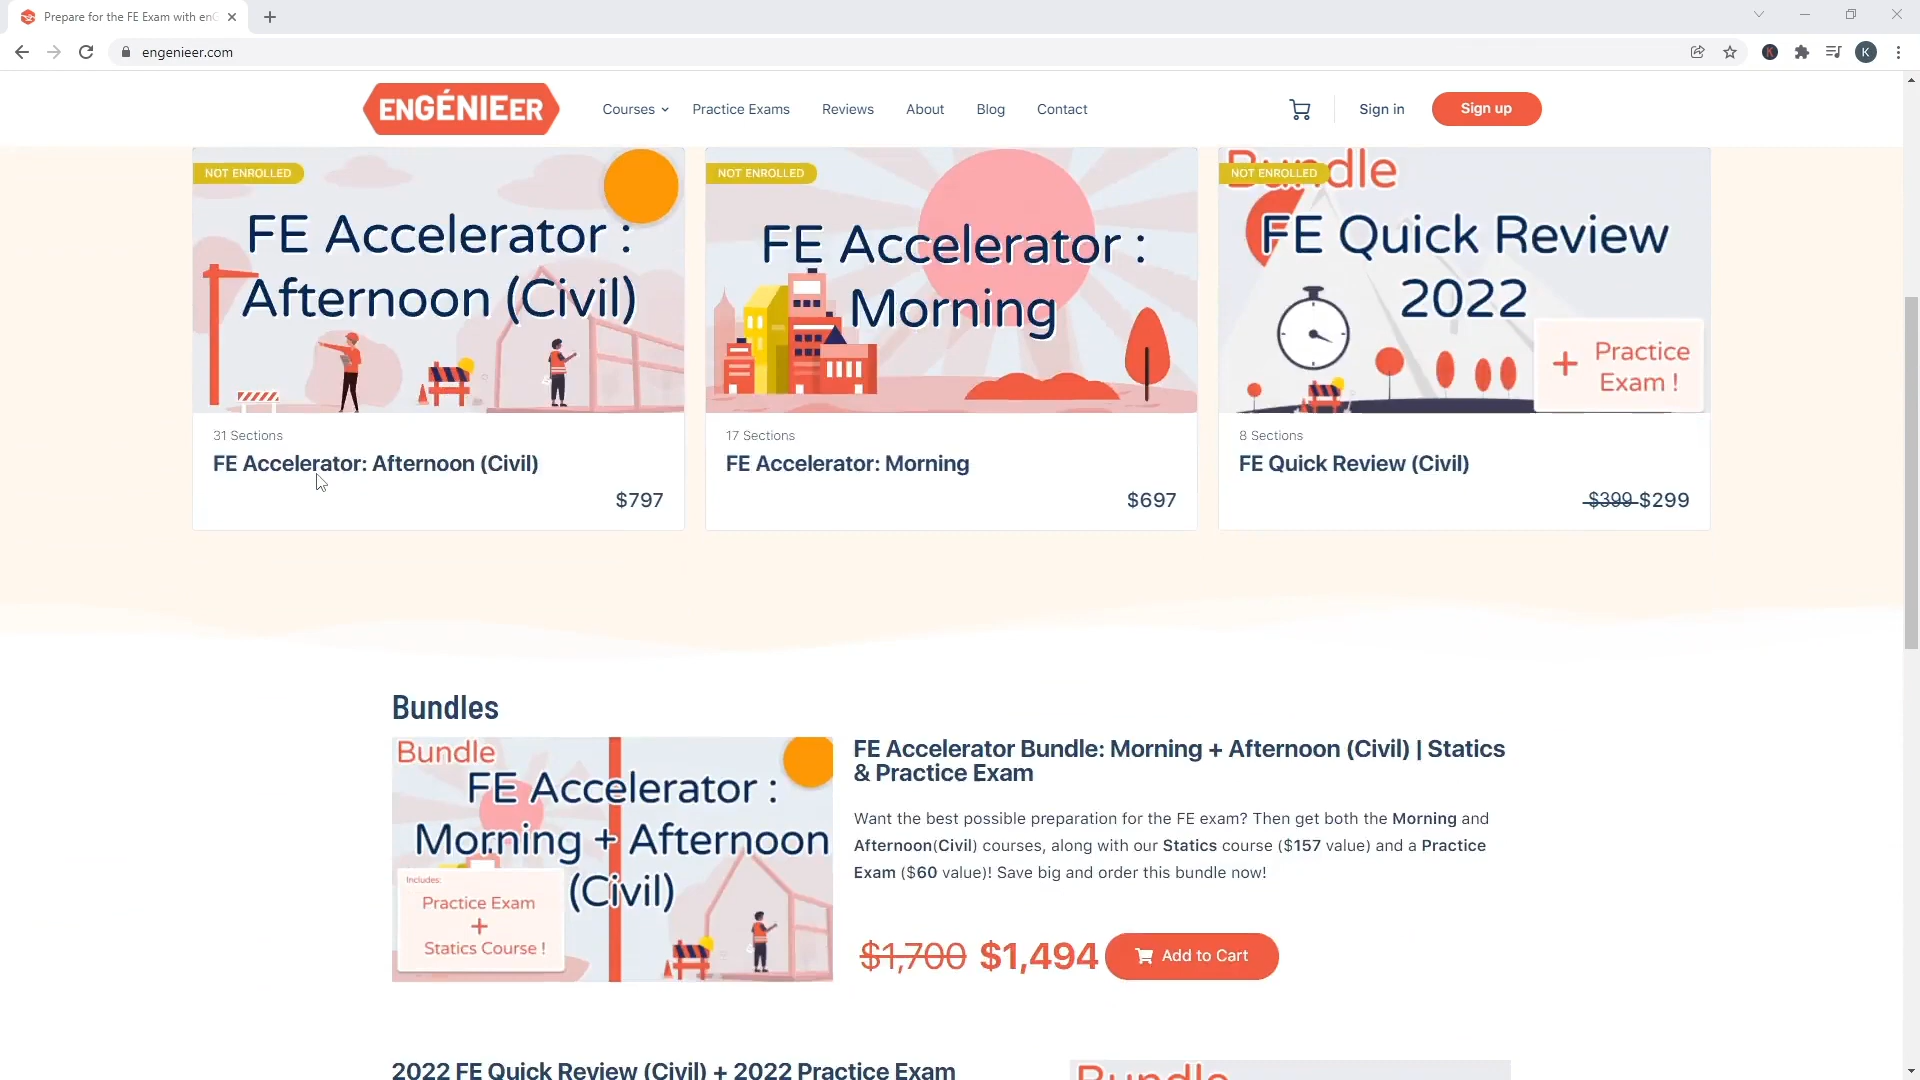 Prepare for the FE Exam with enG
engenieer.com
K
K
ENGÉNIEER
Courses
Practice Exams
Reviews
About
Blog
Contact
Sign in
Sign up
NOT ENROLLED
FE Accelerator :
Afternoon (Civil)
31 Sections
FE Accelerator: Afternoon (Civil)
$797
NOT ENROLLED
FE Accelerator :
Morning
17 Sections
FE Accelerator: Morning
$697
Bundle
NOT ENROLLED
FE Quick Review
2022
+ Practice
Exam !
8 Sections
FE Quick Review (Civil)
$399 $299
Bundles
Bundle
FE Accelerator :
Morning + Afternoon
(Civil)
Includes:
Practice Exam
+
Statics Course !
FE Accelerator Bundle: Morning + Afternoon (Civil) | Statics
& Practice Exam
Want the best possible preparation for the FE exam? Then get both the Morning and
Afternoon(Civil) courses, along with our Statics course ($157 value) and a Practice
Exam ($60 value)! Save big and order this bundle now!
$1,700 $1,494 Add to Cart
2022 FE Quick Review (Civil) + 2022 Practice Exam
Bundle